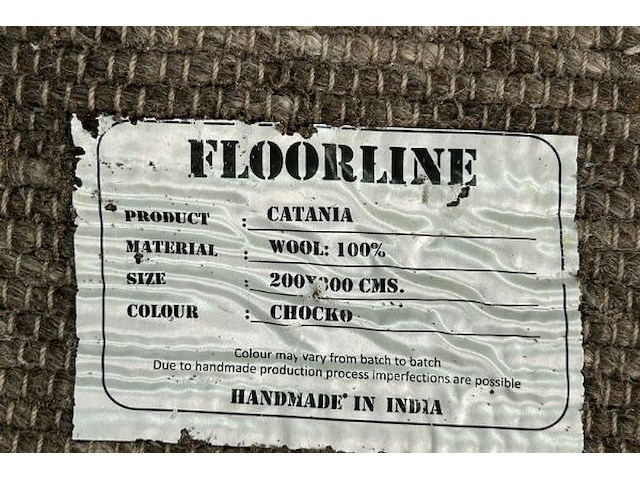 FLOORLINE
PRODUCT : CATANIA
MATERIAL : WOOL: 100%
SIZE : CMS.
COLOUR : CHOCKO
Colour may vary from batch to batch
Due to handmade production process imperfections are possible
HANDMADE IN INDIA